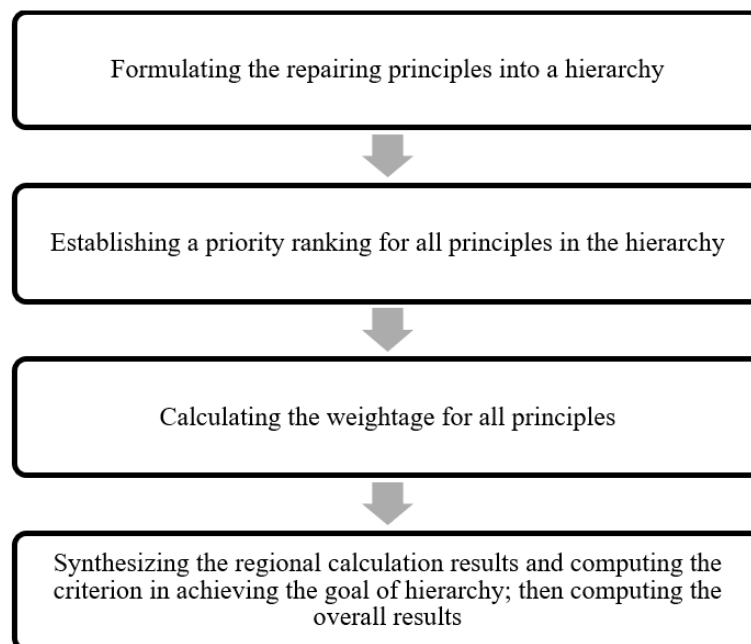 Formulating the repairing principles into a hierarchy
Establishing a priority ranking for all principles in the hierarchy
Calculating the weightage for all principles
Synthesizing the regional calculation results and computing the
criterion in achieving the goal of hierarchy; then computing the
overall results